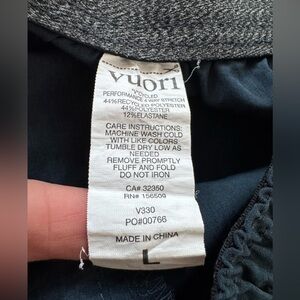 vuori
RECYCLED
PERFORMANCE 4 WAY STRETCH
44%RECYCLED POLYESTER
44%POLYESTER
12%ELASTANE
CARE INSTRUCTIONS:
MACHINE WASH COLD
WITH LIKE COLORS
TUMBLE DRY LOW AS
NEEDED
REMOVE PROMPTLY
FLUFF AND FOLD
DO NOT IRON
CA# 32350
RN# 156509
V330
PO#00766
MADE IN CHINA
L